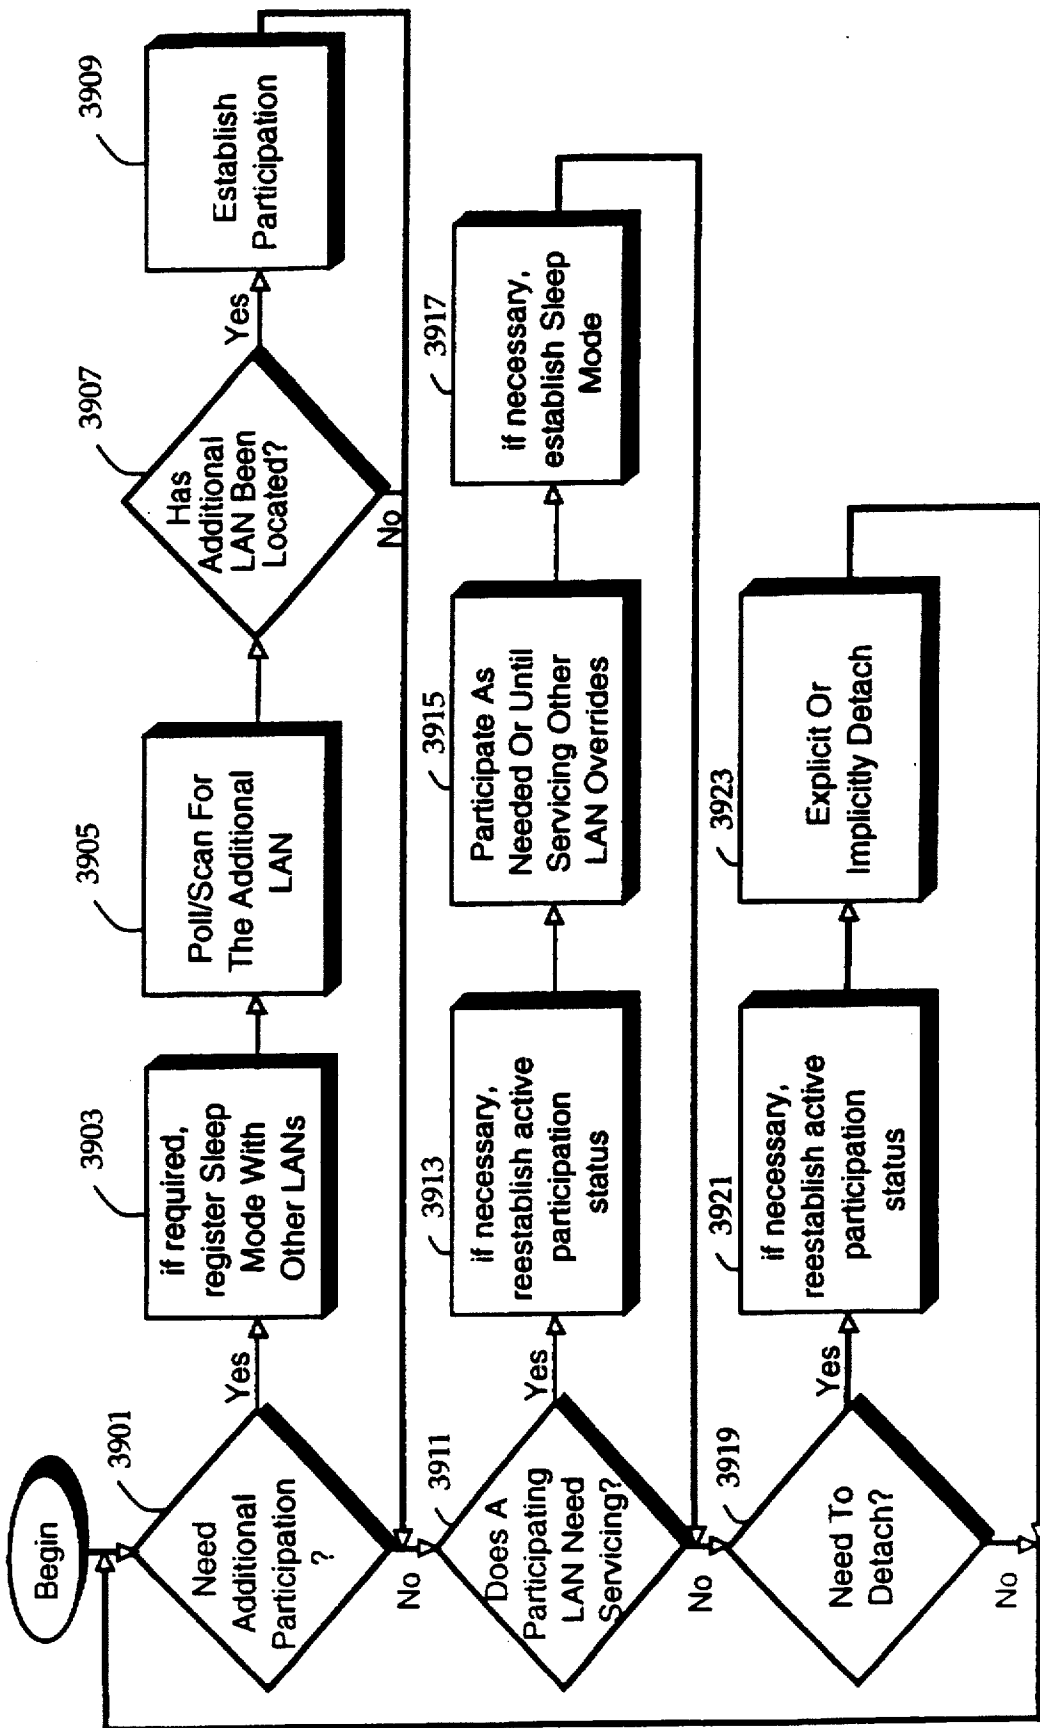 Begin
3901
Need
Additional
Participation
?
Yes
No
3903
if required,
register Sleep
Mode With
Other LANs
3905
Poll/Scan For
The Additional
LAN
3907
Has
Additional
LAN Been
Located?
Yes
No
3909
Establish
Participation
3911
Does A
Participating
LAN Need
Servicing?
Yes
No
3913
if necessary,
reestablish active
participation
status
3915
Participate As
Needed Or Until
Servicing Other
LAN Overrides
3917
if necessary,
establish Sleep
Mode
3919
Need To
Detach?
Yes
No
3921
if necessary,
reestablish active
participation
status
3923
Explicit Or
Implicitly Detach